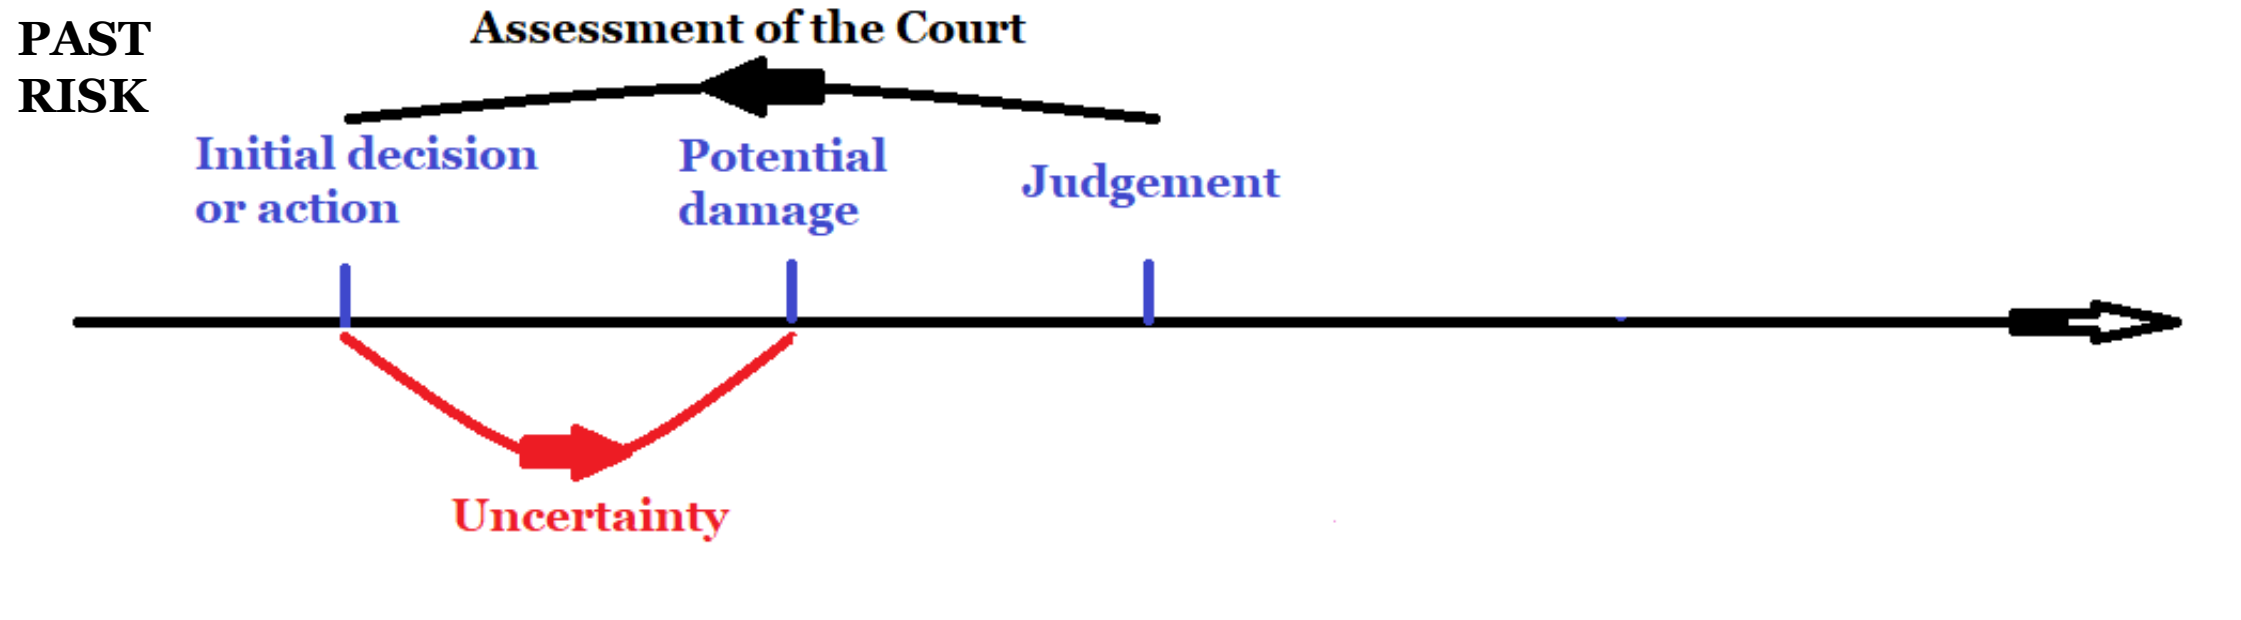 PAST
RISK
Assessment of the Court
Initial decision
or action
Potential
damage
Judgement
Uncertainty